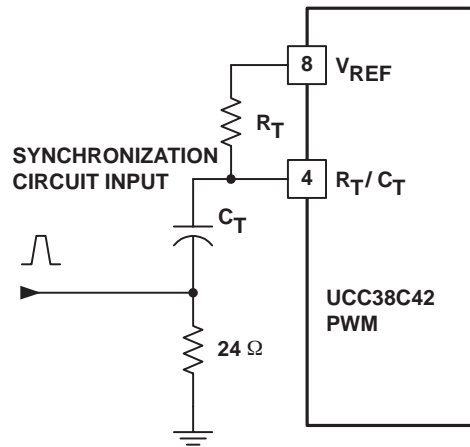 8 VREF
RT
SYNCHRONIZATION
CIRCUIT INPUT
4 RT/ CT
CT
UCC38C42
PWM
24 Ω